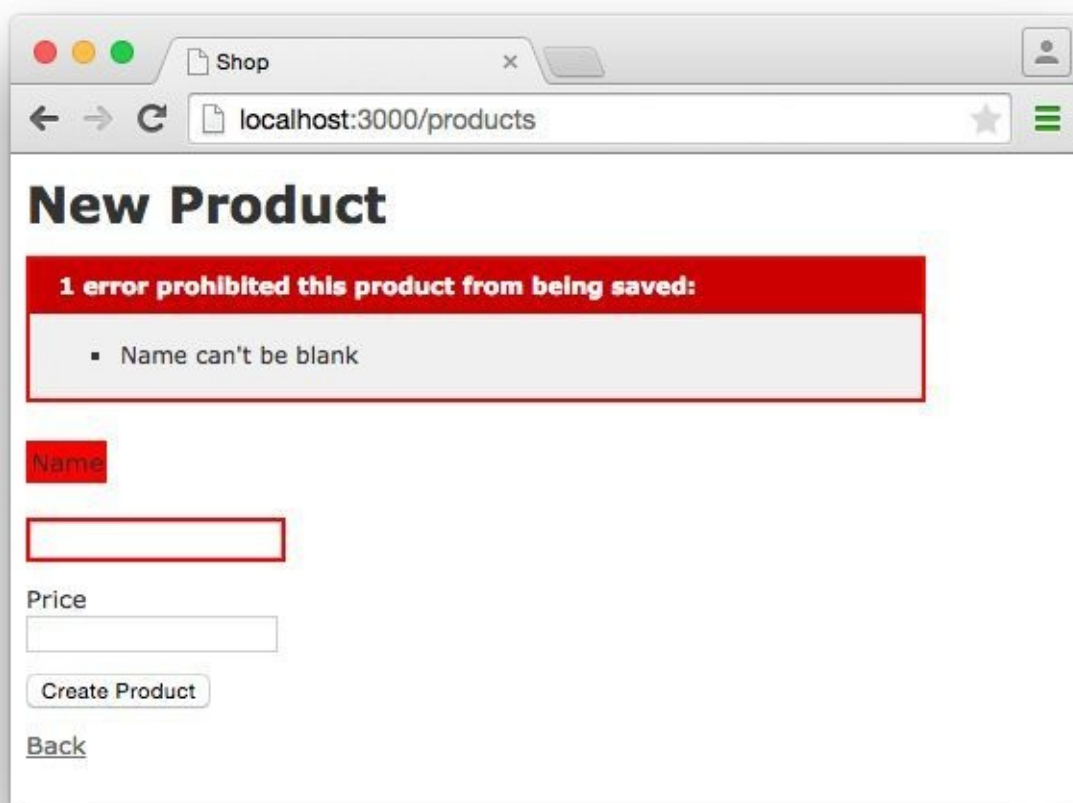 Shop
localhost:3000/products
New Product
1 error prohibited this product from being saved:
Name can't be blank
Name
Price
Create Product
Back